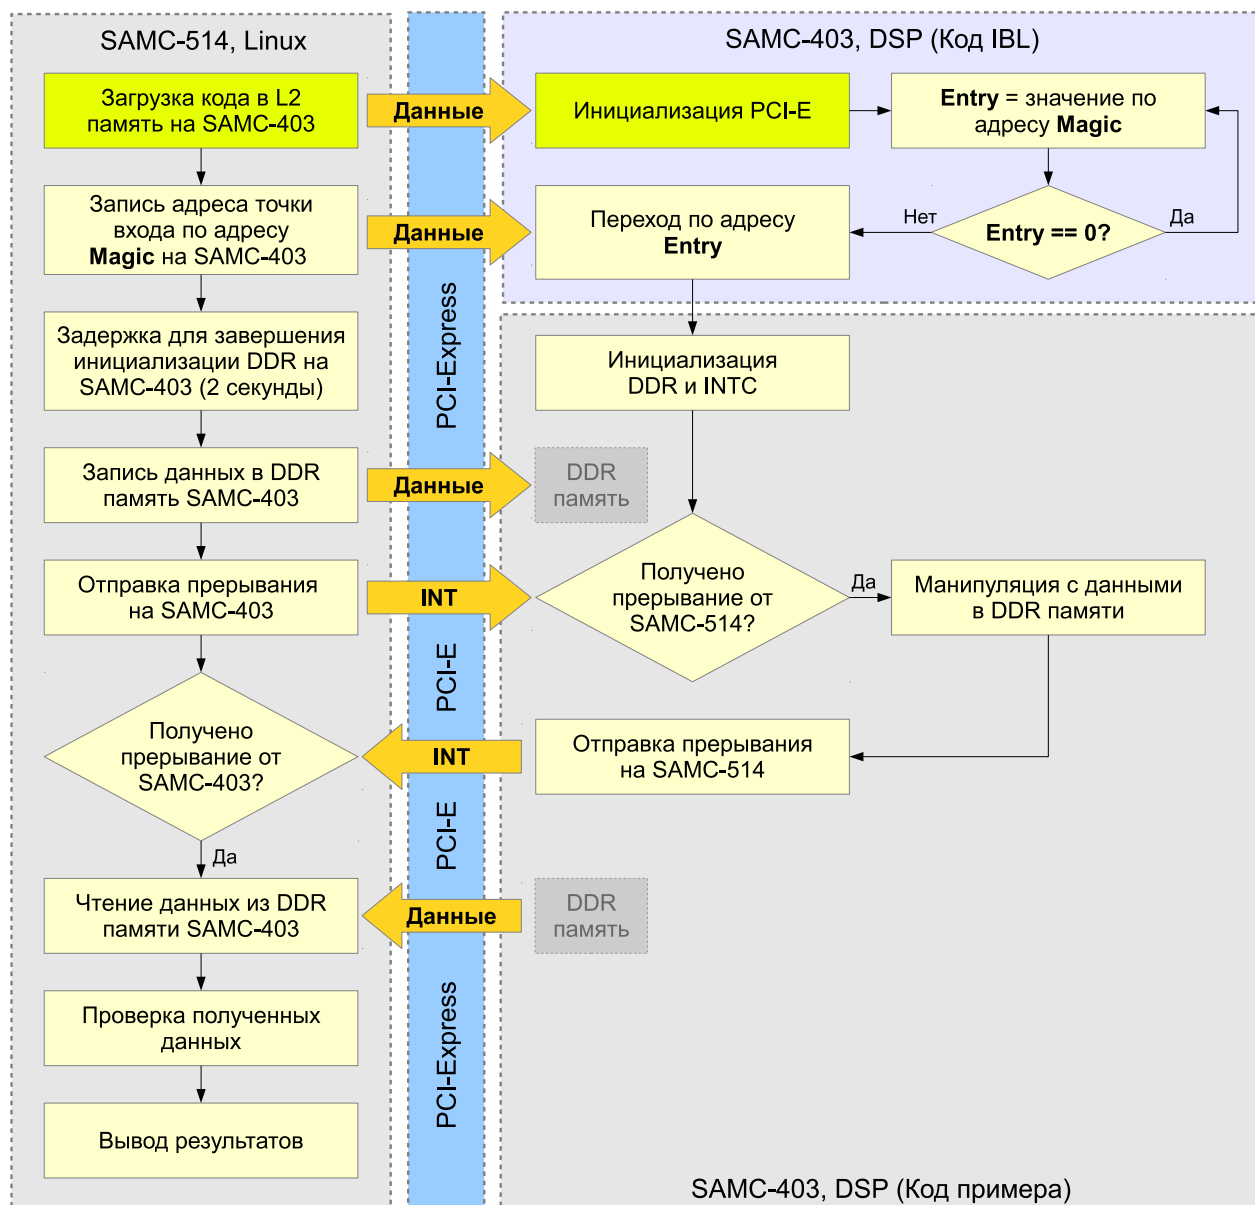 SAMC-514, Linux
Загрузка кода в L2
память на SAMC-403
Запись адреса точки
входа по адресу
Magic на SAMC-403
Задержка для завершения
инициализации DDR на
SAMC-403 (2 секунды)
Запись данных в DDR
память SAMC-403
Отправка прерывания
на SAMC-403
Получено
прерывание от
SAMC-403?
Да
Чтение данных из DDR
памяти SAMC-403
Проверка полученных
данных
Вывод результатов
Данные
Данные
PCI-Express
Данные
INT
PCI-E
INT
PCI-E
Данные
PCI-Express
SAMC-403, DSP (Код IBL)
Инициализация PCI-E
Entry = значение по
адресу Magic
Entry == 0?
Да
Нет
Переход по адресу
Entry
Инициализация
DDR и INTC
DDR
память
Получено
прерывание от
SAMC-514?
Да
Манипуляция с данными
в DDR памяти
Отправка прерывания
на SAMC-514
DDR
память
SAMC-403, DSP (Код примера)